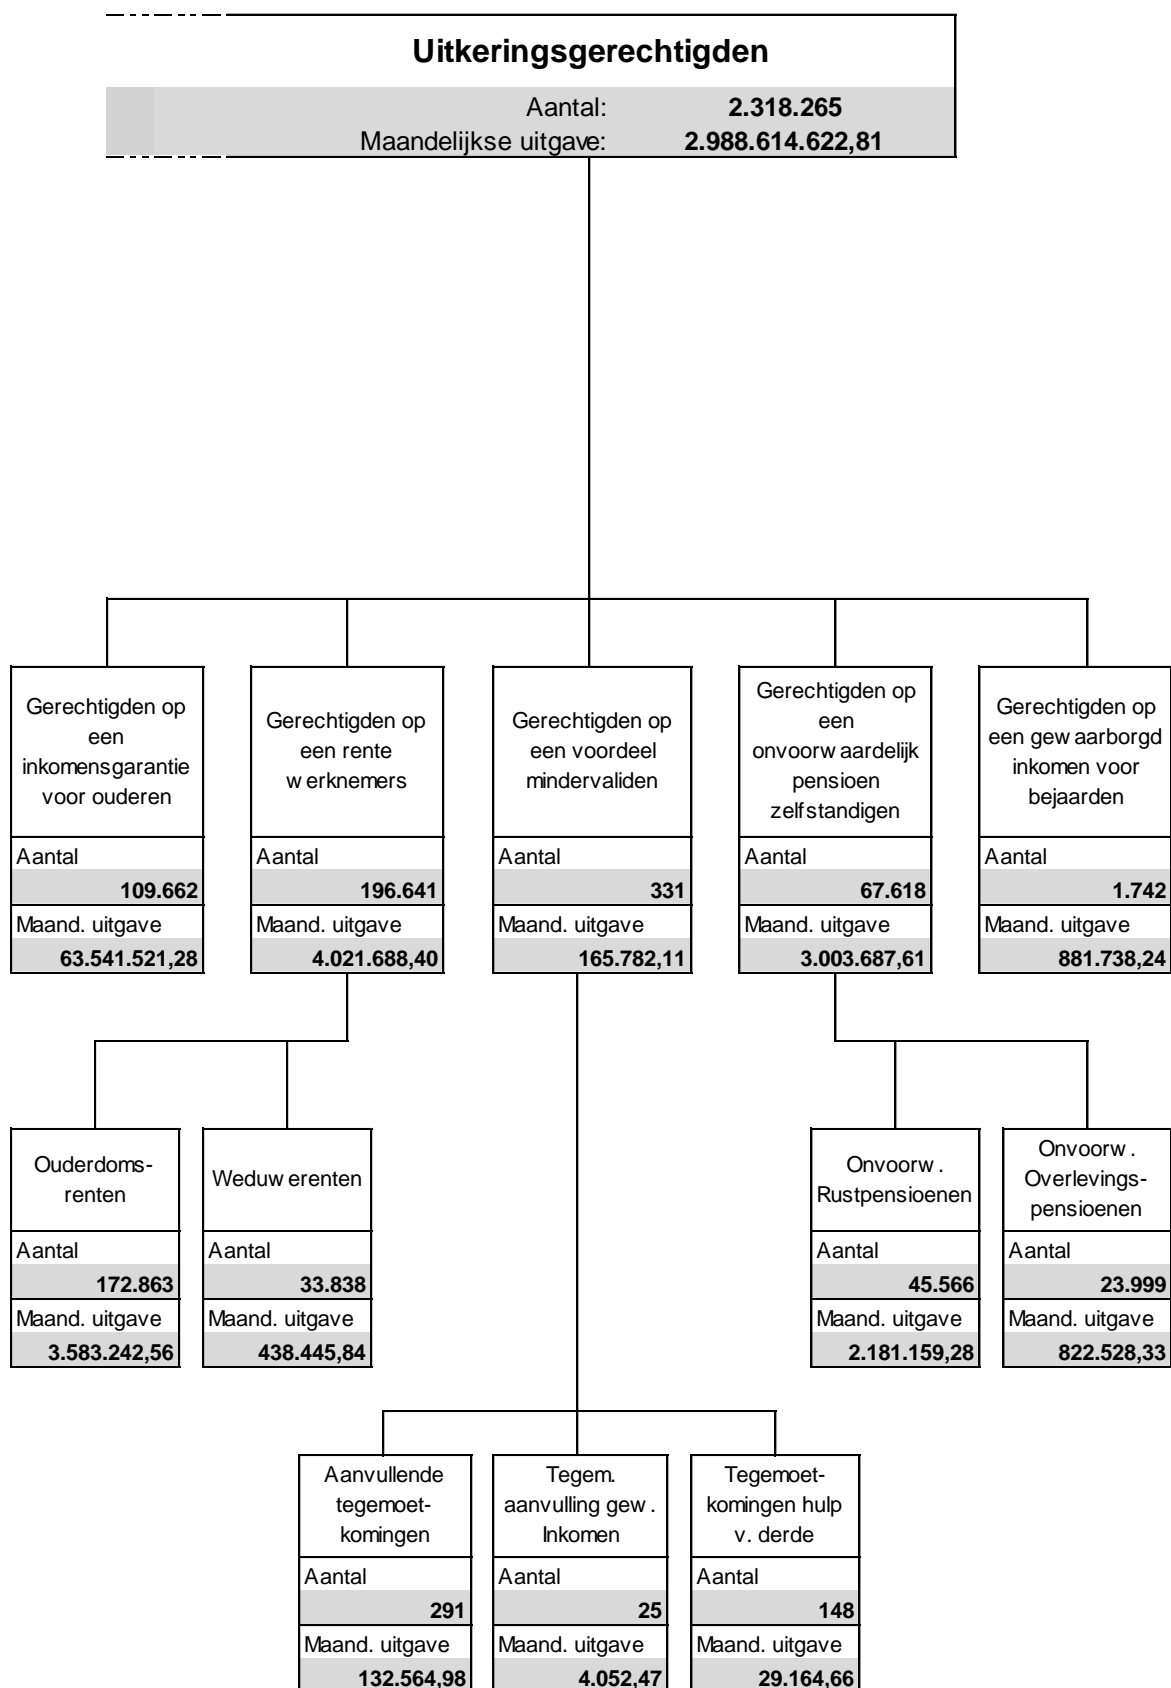 Uitkeringsgerechtigden
Aantal: 2.318.265
Maandelijkse uitgave: 2.988.614.622,81
Gerechtigden op
een
inkomensgarantie
voor ouderen
Aantal
109.662
Maand. uitgave
63.541.521,28
Gerechtigden op
een rente
werknemers
Aantal
196.641
Maand. uitgave
4.021.688,40
Gerechtigden op
een voordeel
mindervaliden
Aantal
331
Maand. uitgave
165.782,11
Gerechtigden op
een
onvoorwaardelijk
pensioen
zelfstandigen
Aantal
67.618
Maand. uitgave
3.003.687,61
Gerechtigden op
een gewaarborgd
inkomen voor
bejaarden
Aantal
1.742
Maand. uitgave
881.738,24
Ouderdoms-
renten
Aantal
172.863
Maand. uitgave
3.583.242,56
Weduwerenten
Aantal
33.838
Maand. uitgave
438.445,84
Onvoorw.
Rustpensioenen
Aantal
45.566
Maand. uitgave
2.181.159,28
Onvoorw.
Overlevings-
pensioenen
Aantal
23.999
Maand. uitgave
822.528,33
Aanvullende
tegemoet-
komingen
Aantal
291
Maand. uitgave
132.564,98
Tegem.
aanvulling gew.
Inkomen
Aantal
25
Maand. uitgave
4.052,47
Tegemoet-
komingen hulp
v. derde
Aantal
148
Maand. uitgave
29.164,66